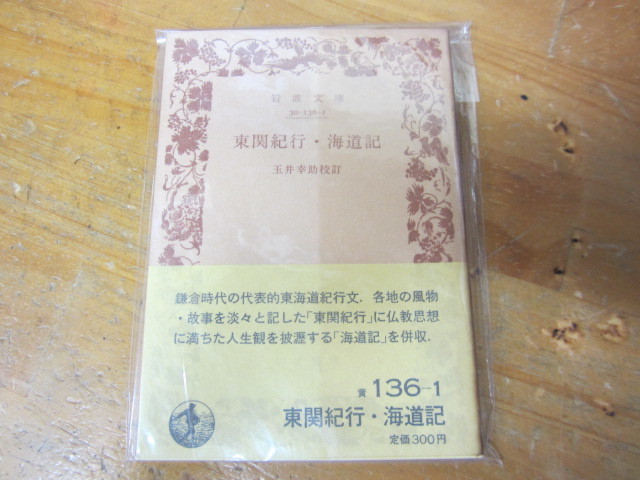 岩波文庫
30-136-1
東関紀行・海道記
玉井幸助校訂
鎌倉時代の代表的東海道紀行文．各地の風物
・故事を淡々と記した「東関紀行」に仏教思想
に満ちた人生観を披瀝する「海道記」を併収．
黄 136-1
東関紀行・海道記
定価300円